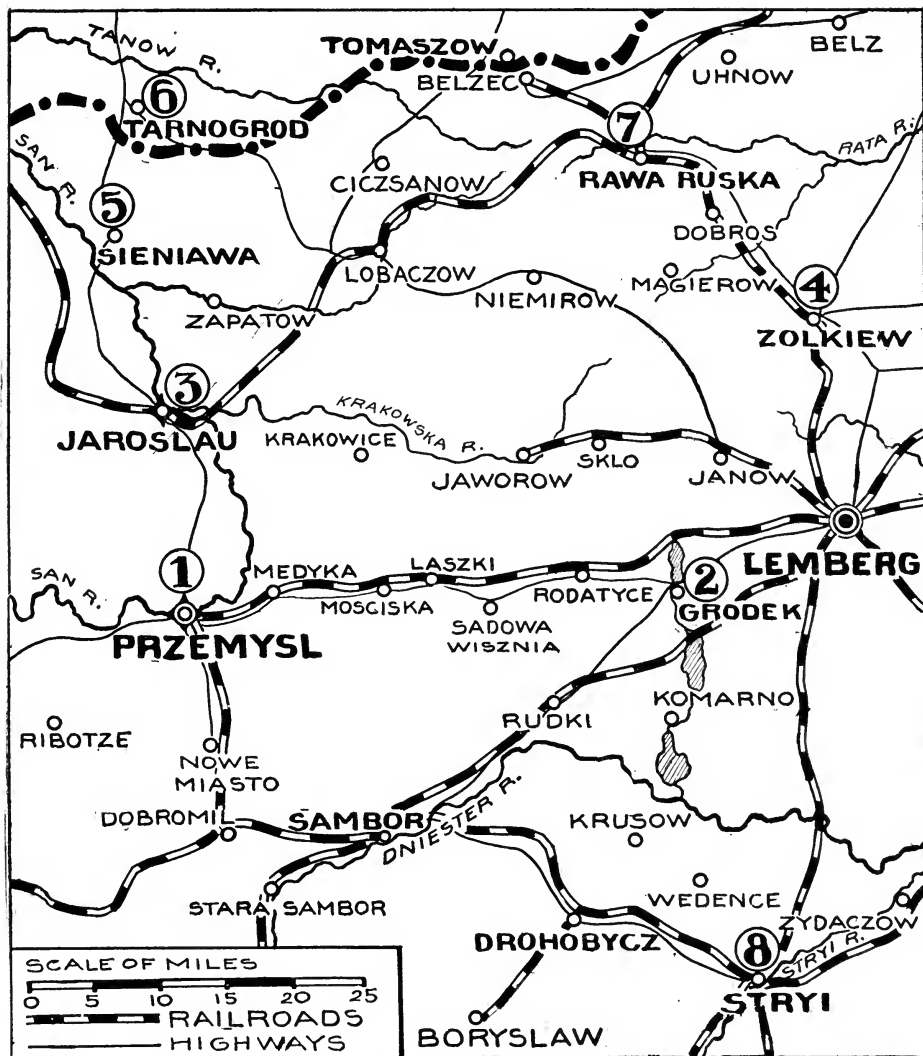 TANOW R.
TOMASZOW
BELZEC
BELZ
UHNOW
6
TARNOGROD
7
RATA R.
SAN R.
CICZSANOW
RAWA RUSKA
5
SIENIAWA
DOBROS
LOBACZOW
MAGIEROW
NIEMIROW
4
ZAPATOW
ZOLKIEW
3
KRAKOWSKA R.
JAROSLAU
KRAKOWICE
JAWOROW
SKLO
JANOW
LEMBERG
1
SAN R.
MEDYKA
LASZKI
2
MOSCISKA
RODATYCE
GRODEK
PRZEMYSL
SADOWA
WISZNIA
RIBOTZE
RUDKI
KOMARNO
NOWE
MIASTO
DOBROMIL
SAMBOR
DNIESTER R.
KRUSOW
STARA SAMBOR
WEDENCE
ZYDACZOW
DROHOBYCZ
STRYI R.
8
STRYI
BORYSLAW
SCALE OF MILES
0 5 10 15 20 25
RAILROADS
HIGHWAYS